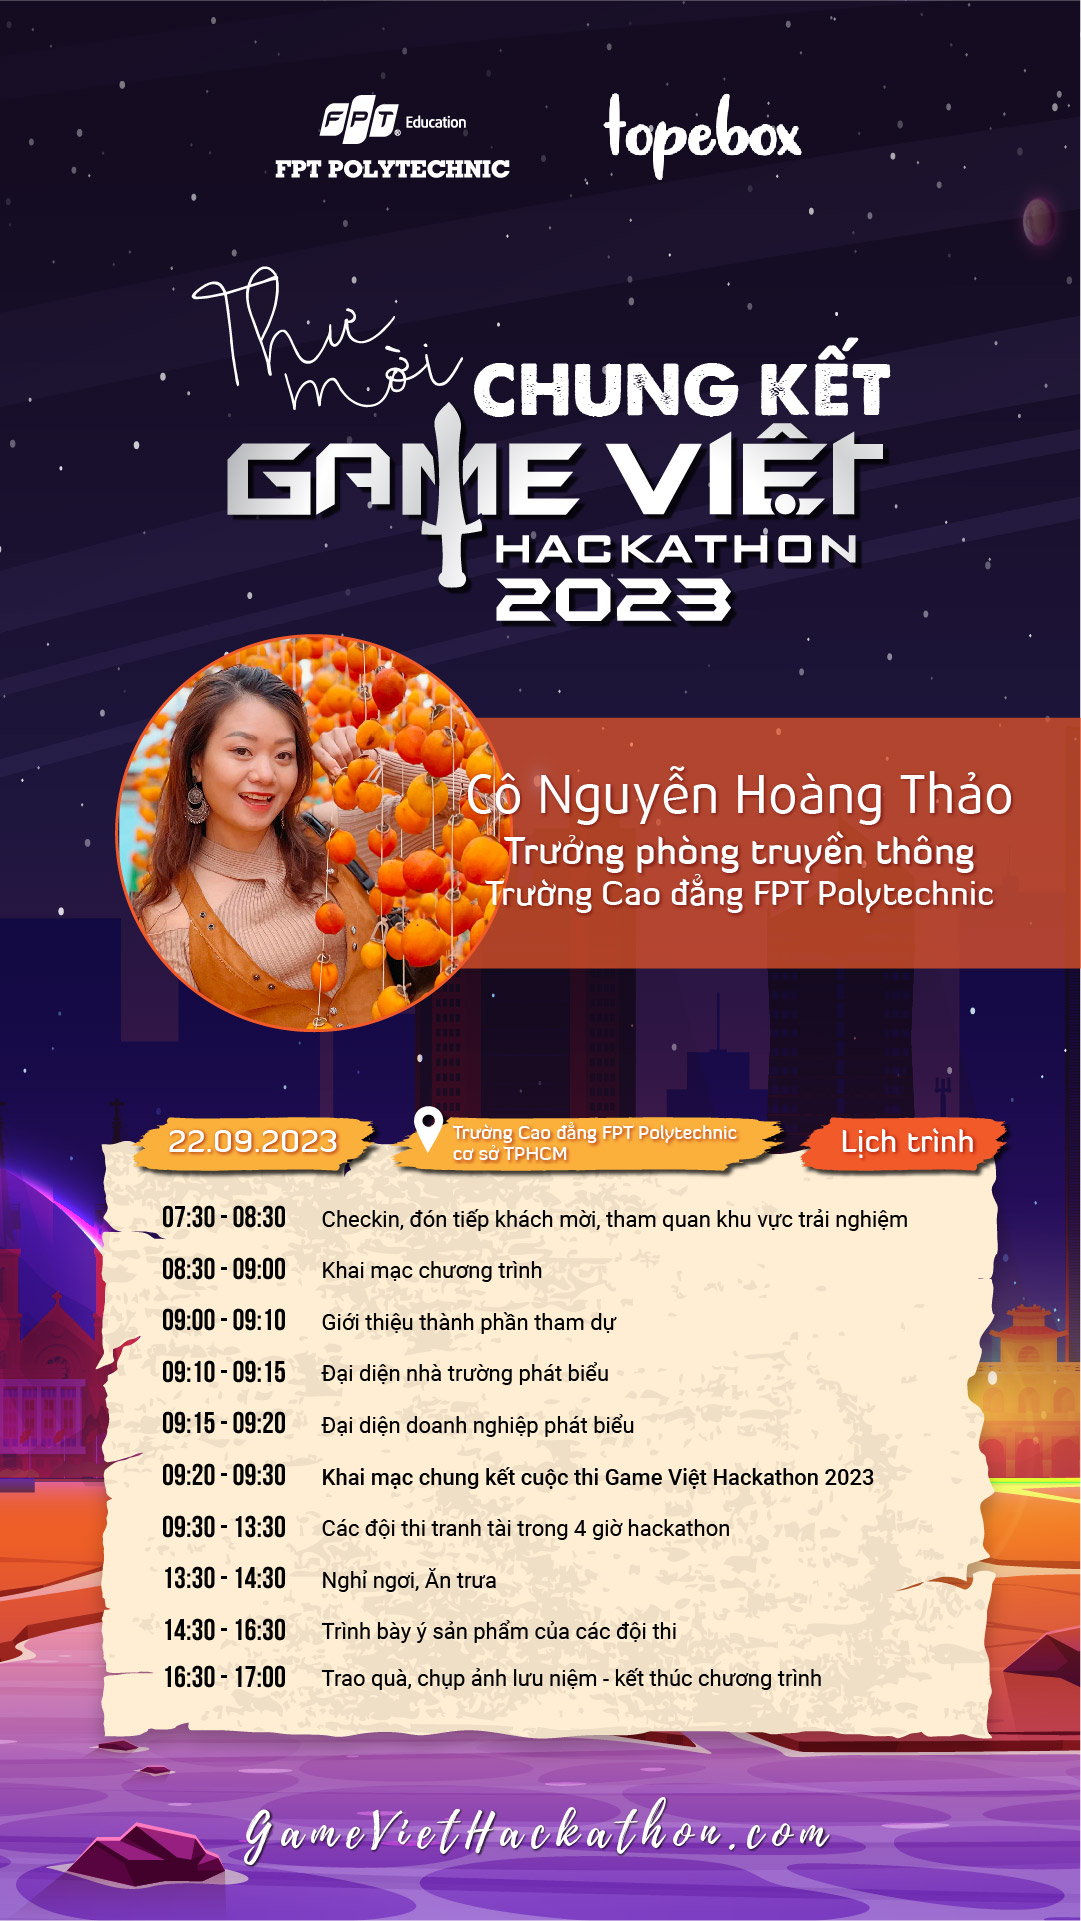 FPT Education
FPT POLYTECHNIC
topebox
Thư mời
CHUNG KẾT
GAME VIỆT
HACKATHON
2023
Cô Nguyễn Hoàng Thảo
Trưởng phòng truyền thông
Trường Cao đẳng FPT Polytechnic
22.09.2023
Trường Cao đẳng FPT Polytechnic
cơ sở TPHCM
Lịch trình
07:30 - 08:30 Checkin, đón tiếp khách mời, tham quan khu vực trải nghiệm
08:30 - 09:00 Khai mạc chương trình
09:00 - 09:10 Giới thiệu thành phần tham dự
09:10 - 09:15 Đại diện nhà trường phát biểu
09:15 - 09:20 Đại diện doanh nghiệp phát biểu
09:20 - 09:30 Khai mạc chung kết cuộc thi Game Việt Hackathon 2023
09:30 - 13:30 Các đội thi tranh tài trong 4 giờ hackathon
13:30 - 14:30 Nghỉ ngơi, Ăn trưa
14:30 - 16:30 Trình bày ý sản phẩm của các đội thi
16:30 - 17:00 Trao quà, chụp ảnh lưu niệm - kết thúc chương trình
GameVietHackathon.com